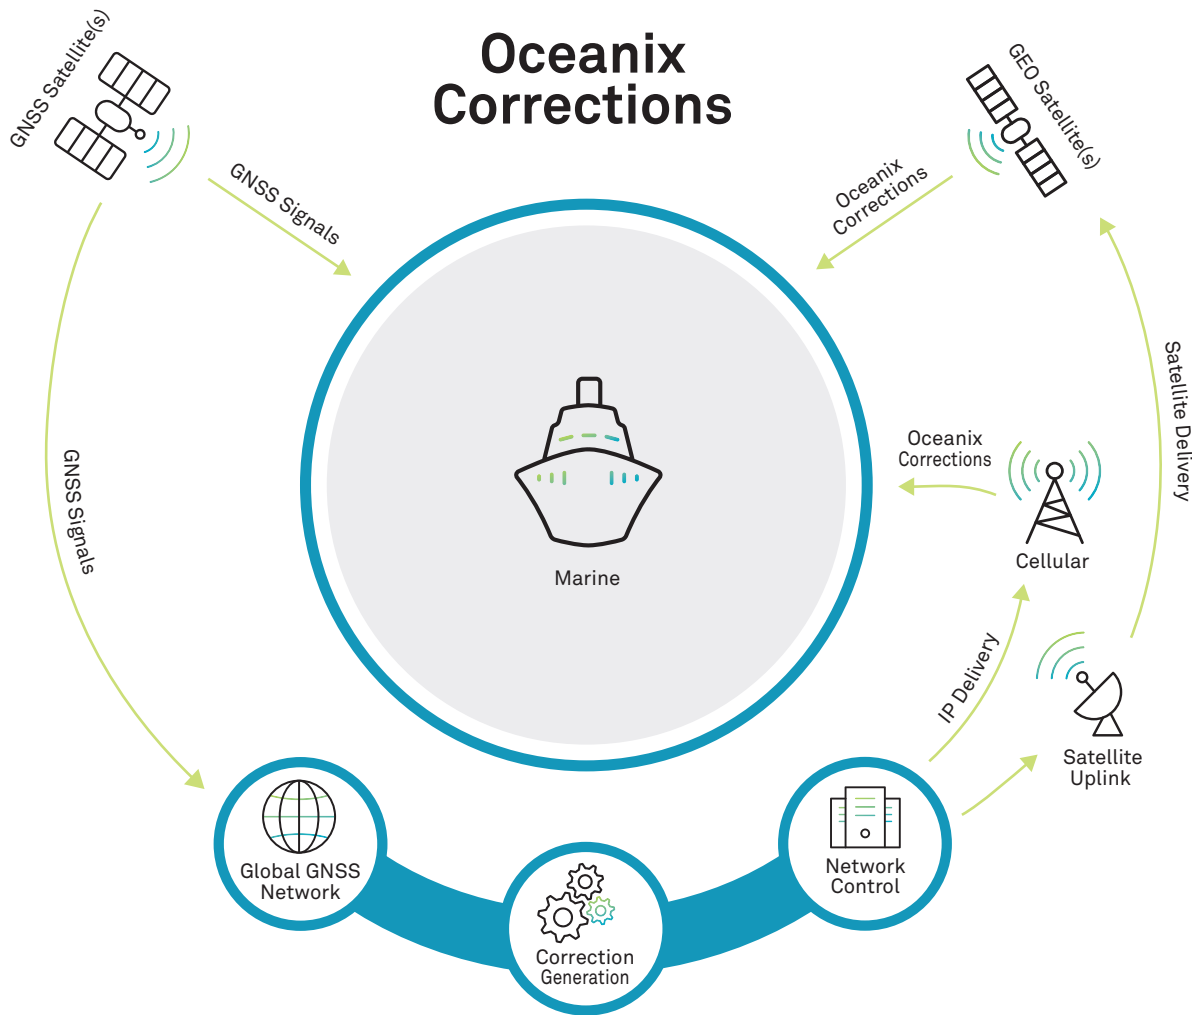 Oceanix
Corrections
GNSS Satellite(s)
GEO Satellite(s)
GNSS Signals
Oceanix
Corrections
GNSS Signals
Satellite Delivery
Oceanix
Corrections
Cellular
Marine
IP Delivery
Satellite
Uplink
Global GNSS
Network
Network
Control
Correction
Generation